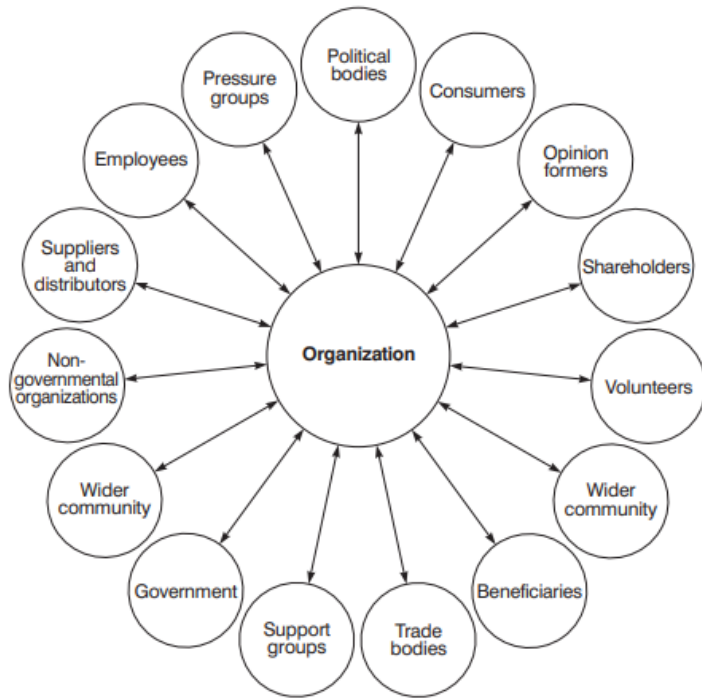 Political
bodies
Pressure
groups
Consumers
Employees
Opinion
formers
Suppliers
and
distributors
Shareholders
Organization
Non-
governmental
organizations
Volunteers
Wider
community
Wider
community
Government
Beneficiaries
Support
groups
Trade
bodies